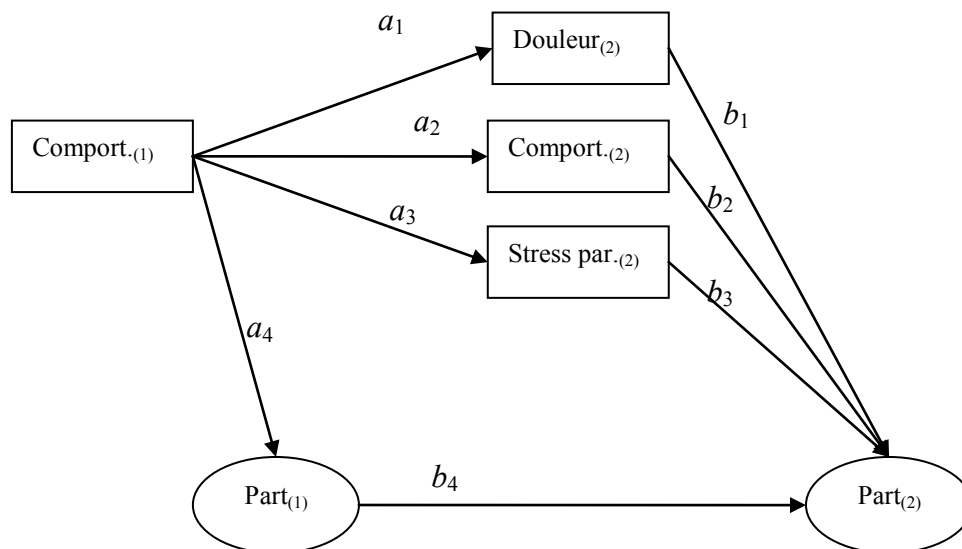 a₁
Douleur₍₂₎
b₁
a₂
Comport.₍₁₎
Comport.₍₂₎
b₂
a₃
Stress par.₍₂₎
b₃
a₄
b₄
Part₍₁₎
Part₍₂₎